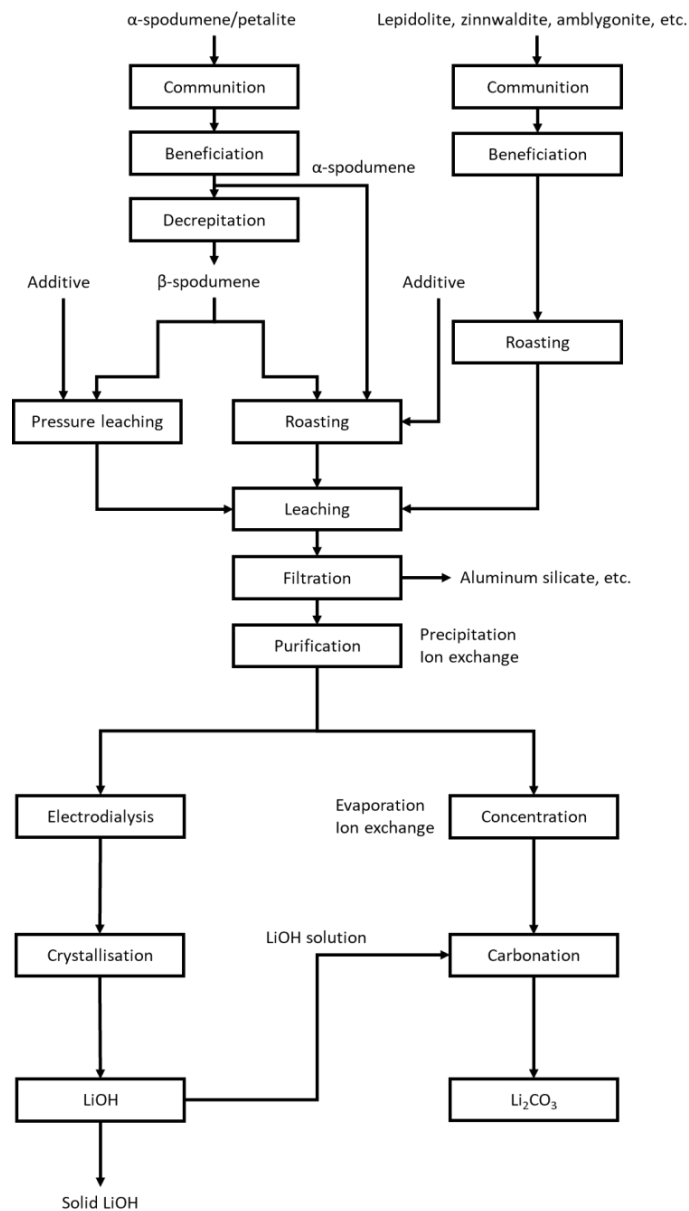 α-spodumene/petalite
Lepidolite, zinnwaldite, amblygonite, etc.
Communition
Communition
Beneficiation
Beneficiation
α-spodumene
Decrepitation
Additive
β-spodumene
Additive
Roasting
Pressure leaching
Roasting
Leaching
Filtration
Aluminum silicate, etc.
Purification
Precipitation
Ion exchange
Electrodialysis
Evaporation
Ion exchange
Concentration
Crystallisation
LiOH solution
Carbonation
LiOH
Li₂CO₃
Solid LiOH